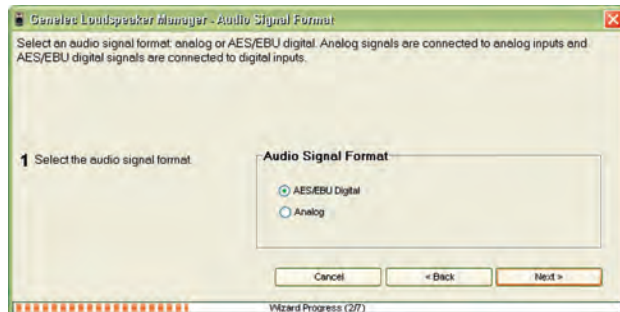 Genelec Loudspeaker Manager - Audio Signal Format
Select an audio signal format: analog or AES/EBU digital. Analog signals are connected to analog inputs and
AES/EBU digital signals are connected to digital inputs.
1 Select the audio signal format.
Audio Signal Format
AES/EBU Digital
Analog
Cancel
< Back
Next >
Wizard Progress (2/7)